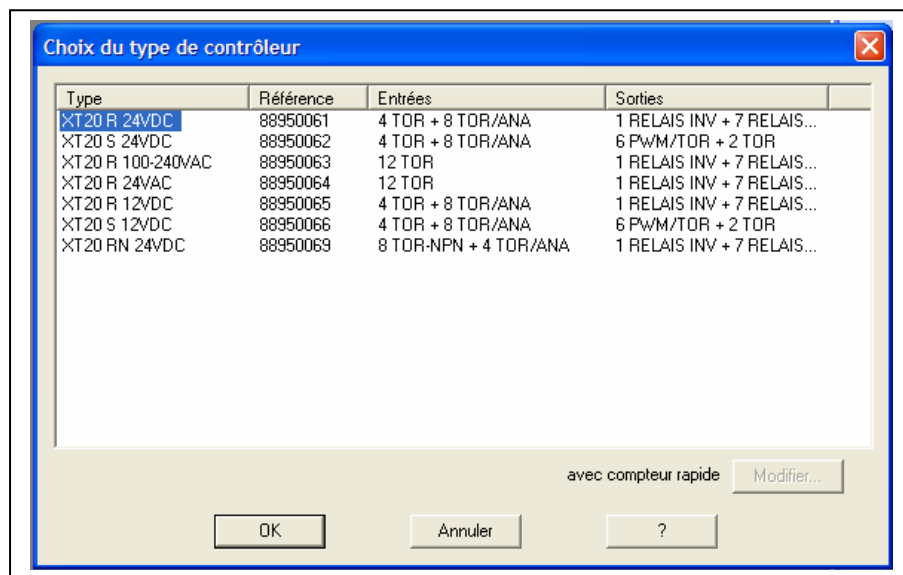 Choix du type de contrôleur
Type Référence Entrées Sorties
XT20 R 24VDC 88950061 4 TOR + 8 TOR/ANA 1 RELAIS INV + 7 RELAIS...
XT20 S 24VDC 88950062 4 TOR + 8 TOR/ANA 6 PWM/TOR + 2 TOR
XT20 R 100-240VAC 88950063 12 TOR 1 RELAIS INV + 7 RELAIS...
XT20 R 24VAC 88950064 12 TOR 1 RELAIS INV + 7 RELAIS...
XT20 R 12VDC 88950065 4 TOR + 8 TOR/ANA 1 RELAIS INV + 7 RELAIS...
XT20 S 12VDC 88950066 4 TOR + 8 TOR/ANA 6 PWM/TOR + 2 TOR
XT20 RN 24VDC 88950069 8 TOR-NPN + 4 TOR/ANA 1 RELAIS INV + 7 RELAIS...
avec compteur rapide Modifier...
OK Annuler ?